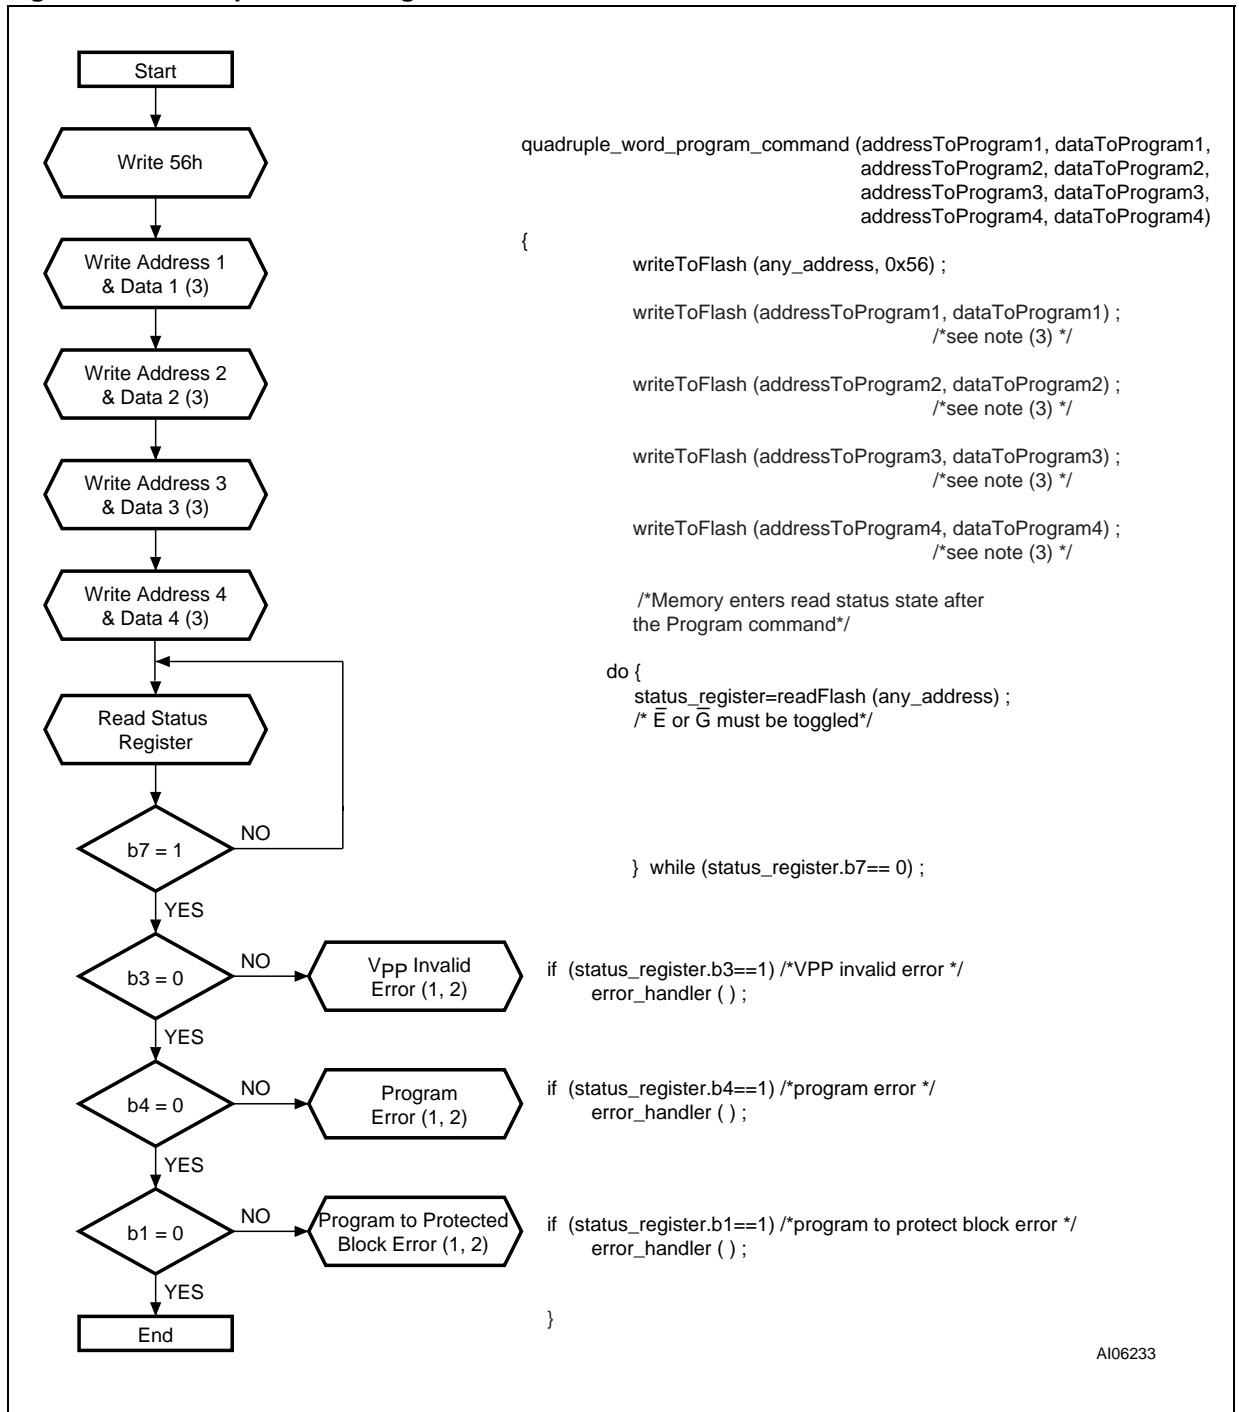 Start
Write 56h
Write Address 1
& Data 1 (3)
Write Address 2
& Data 2 (3)
Write Address 3
& Data 3 (3)
Write Address 4
& Data 4 (3)
Read Status
Register
b7 = 1
NO
YES
b3 = 0
NO
VPP Invalid
Error (1, 2)
YES
b4 = 0
NO
Program
Error (1, 2)
YES
b1 = 0
NO
Program to Protected
Block Error (1, 2)
YES
End
quadruple_word_program_command (addressToProgram1, dataToProgram1,
addressToProgram2, dataToProgram2,
addressToProgram3, dataToProgram3,
addressToProgram4, dataToProgram4)
{
writeToFlash (any_address, 0x56) ;
writeToFlash (addressToProgram1, dataToProgram1) ;
/*see note (3) */
writeToFlash (addressToProgram2, dataToProgram2) ;
/*see note (3) */
writeToFlash (addressToProgram3, dataToProgram3) ;
/*see note (3) */
writeToFlash (addressToProgram4, dataToProgram4) ;
/*see note (3) */
/*Memory enters read status state after
the Program command*/
do {
status_register=readFlash (any_address) ;
/* E̅ or G̅ must be toggled*/
} while (status_register.b7== 0) ;
if (status_register.b3==1) /*VPP invalid error */
error_handler ( ) ;
if (status_register.b4==1) /*program error */
error_handler ( ) ;
if (status_register.b1==1) /*program to protect block error */
error_handler ( ) ;
}
AI06233